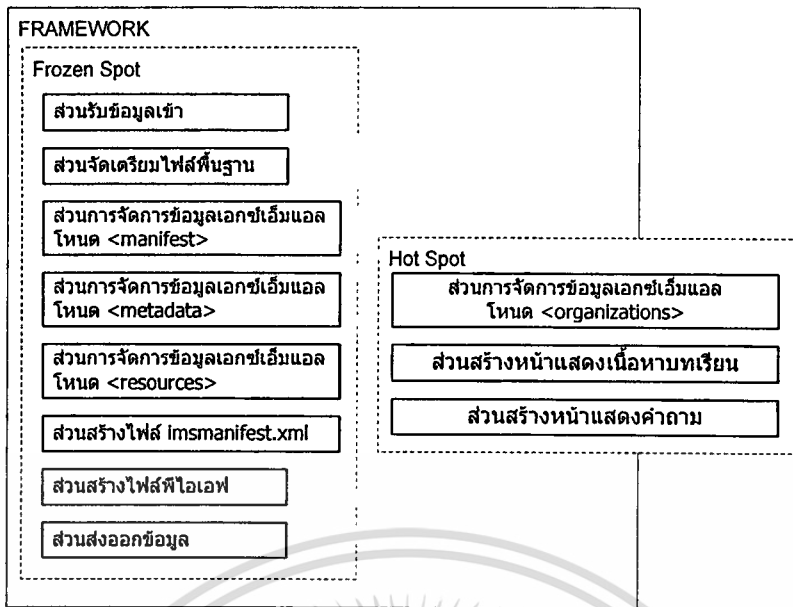 FRAMEWORK
Frozen Spot
ส่วนรับข้อมูลเข้า
ส่วนจัดเตรียมไฟล์พื้นฐาน
ส่วนการจัดการข้อมูลเอกซ์เอ็มแอล
โหนด <manifest>
ส่วนการจัดการข้อมูลเอกซ์เอ็มแอล
โหนด <metadata>
ส่วนการจัดการข้อมูลเอกซ์เอ็มแอล
โหนด <resources>
ส่วนสร้างไฟล์ imsmanifest.xml
ส่วนสร้างไฟล์พีไอเอฟ
ส่วนส่งออกข้อมูล
Hot Spot
ส่วนการจัดการข้อมูลเอกซ์เอ็มแอล
โหนด <organizations>
ส่วนสร้างหน้าแสดงเนื้อหาบทเรียน
ส่วนสร้างหน้าแสดงคำถาม